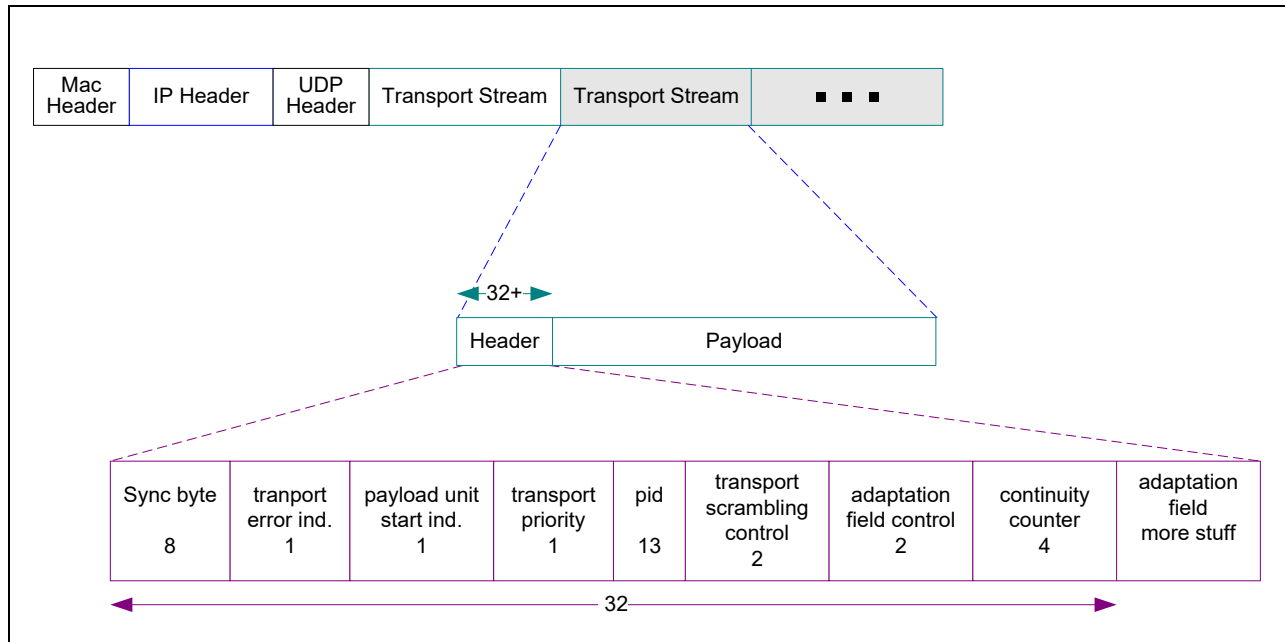 Mac
Header
IP Header
UDP
Header
Transport Stream
Transport Stream
32+
Header
Payload
Sync byte
8
tranport
error ind.
1
payload unit
start ind.
1
transport
priority
1
pid
13
transport
scrambling
control
2
adaptation
field control
2
continuity
counter
4
adaptation
field
more stuff
32